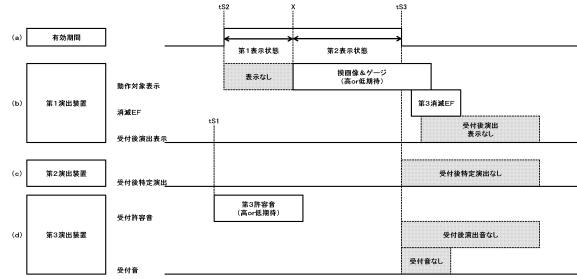 tS2 X tS3
(a) 有効期間
第1表示状態 第2表示状態
(b) 第1演出装置
動作対象表示 表示なし 摸画像&ゲージ
(高or低期待)
消滅EF 第3消滅EF
受付後演出表示 受付後演出
表示なし
tS1
(c) 第2演出装置
受付後特定演出 受付後特定演出なし
(d) 第3演出装置
受付許容音 第3許容音
(高or低期待)
受付後演出音なし
受付音 受付音なし